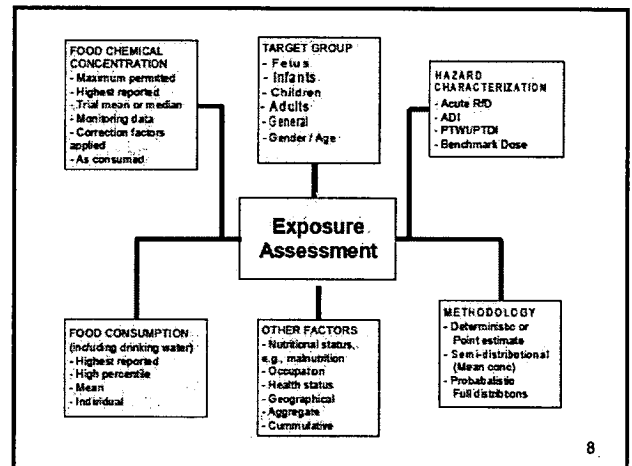 FOOD CHEMICAL
CONCENTRATION
- Maximum permitted
- Highest reported
- Trial mean or median
- Monitoring data
- Correction factors
applied
- As consumed
TARGET GROUP
- Fetus
- Infants
- Children
- Adults
- General
- Gender / Age
HAZARD
CHARACTERIZATION
- Acute RfD
- ADI
- PTWI/PTDI
- Benchmark Dose
Exposure
Assessment
FOOD CONSUMPTION
(including drinking water)
- Highest reported
- High percentile
- Mean
- Individual
OTHER FACTORS
- Nutritional status,
e.g., malnutrition
- Occupation
- Health status
- Geographical
- Aggregate
- Cummulative
METHODOLOGY
- Deterministic or
Point estimate
- Semi-distributional
(Mean conc)
- Probabalistic
Full distribtions
8